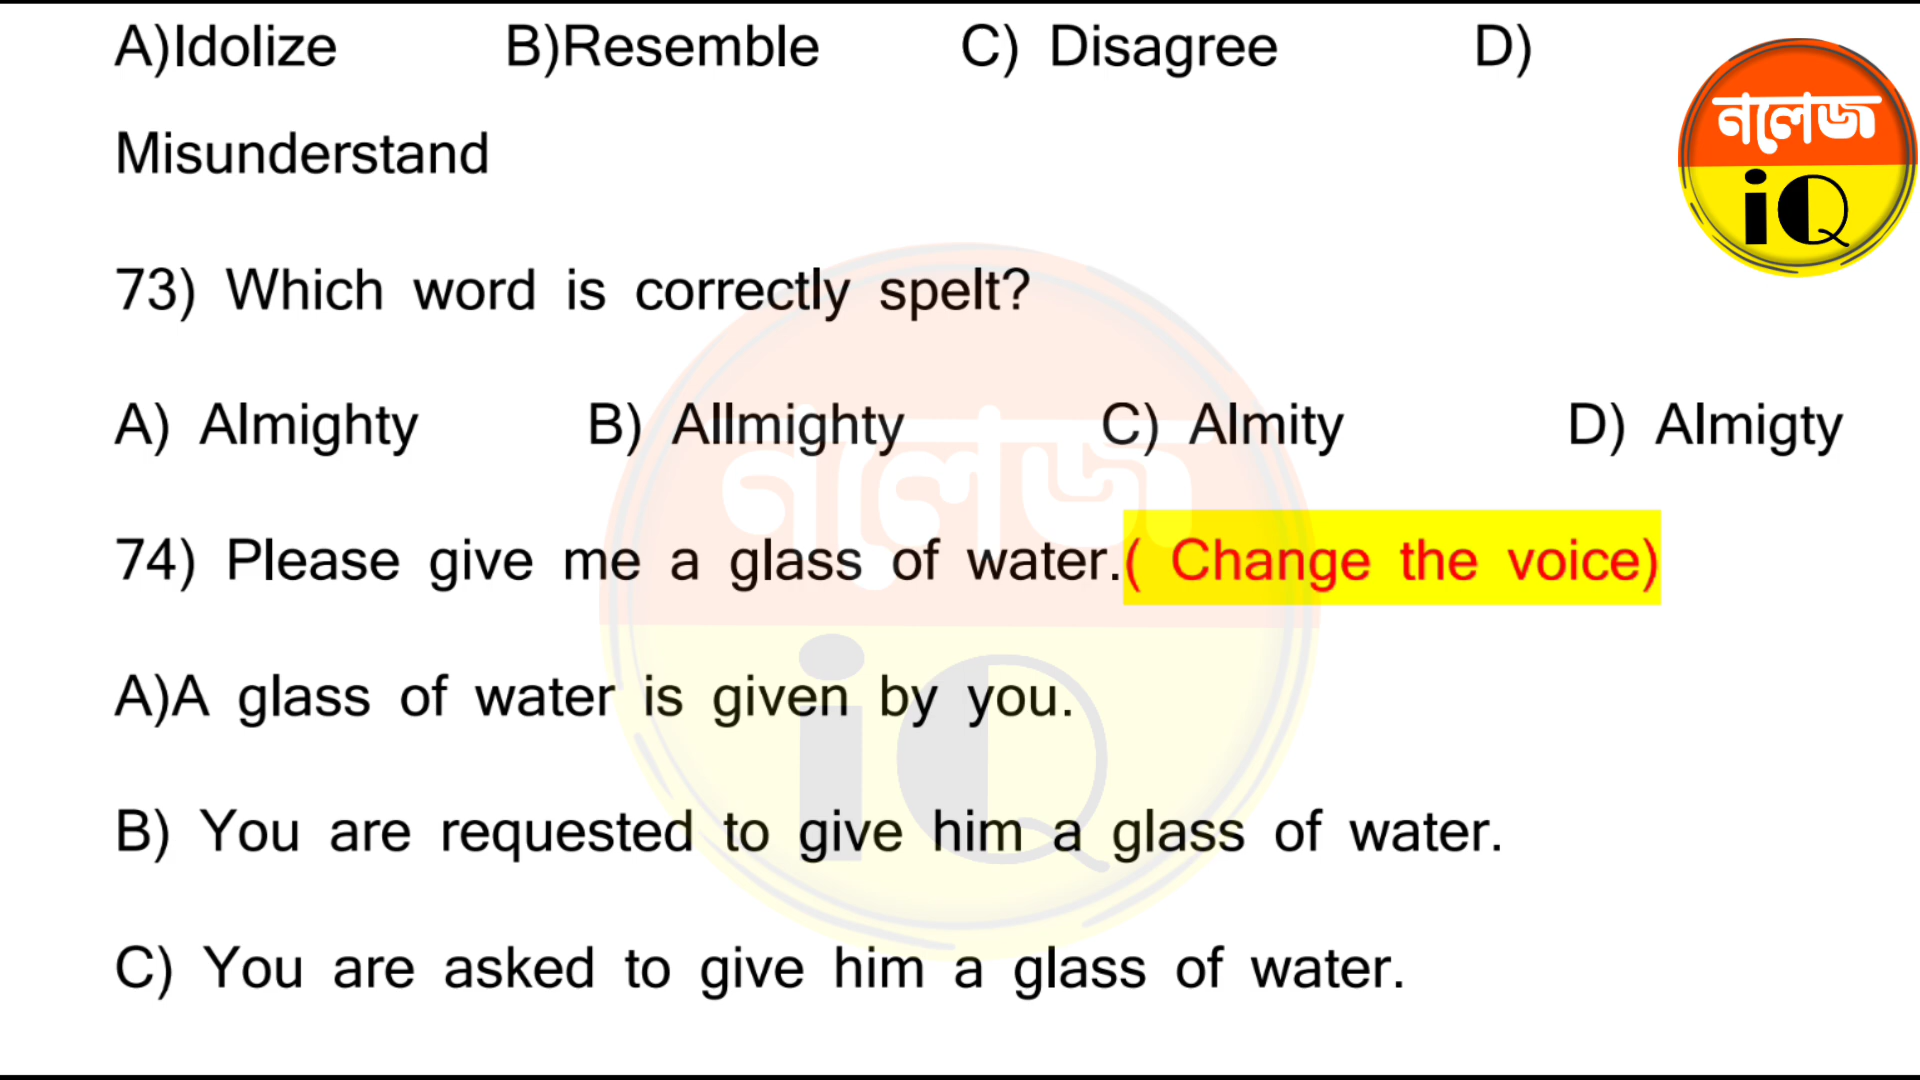 A)Idolize B)Resemble C) Disagree D)
Misunderstand
নলেজ
iQ
73) Which word is correctly spelt?
A) Almighty B) Allmighty C) Almity D) Almigty
নলেজ
74) Please give me a glass of water.( Change the voice)
A)A glass of water is given by you.
iQ
B) You are requested to give him a glass of water.
C) You are asked to give him a glass of water.